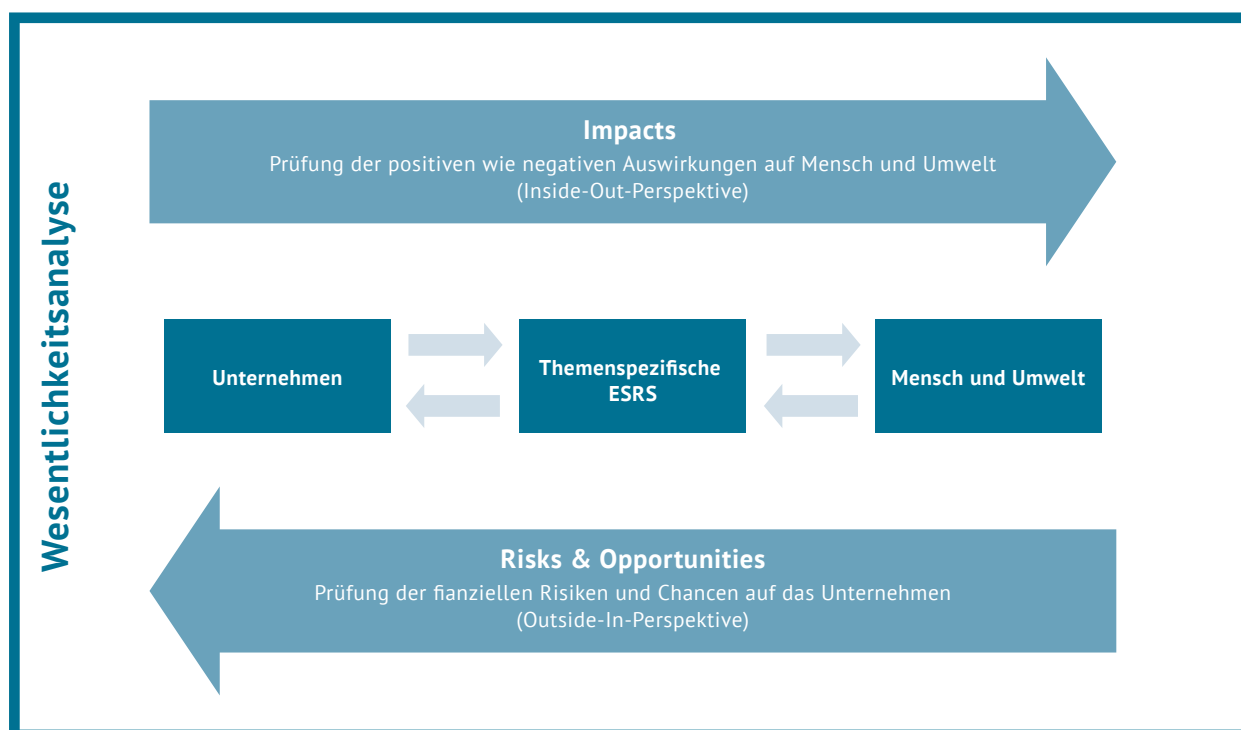 Wesentlichkeitsanalyse
Impacts
Prüfung der positiven wie negativen Auswirkungen auf Mensch und Umwelt
(Inside-Out-Perspektive)
Unternehmen
Themenspezifische
ESRS
Mensch und Umwelt
Risks & Opportunities
Prüfung der fianziellen Risiken und Chancen auf das Unternehmen
(Outside-In-Perspektive)